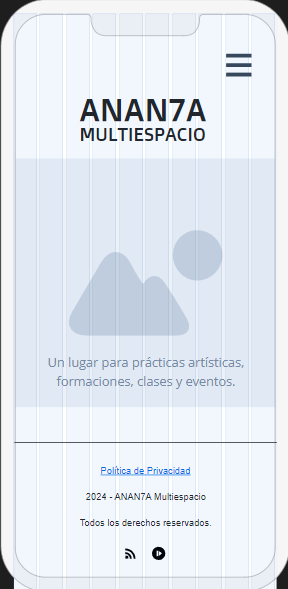 ANAN7A
MULTIESPACIO
Un lugar para prácticas artísticas,
formaciones, clases y eventos.
Política de Privacidad
2024 - ANAN7A Multiespacio
Todos los derechos reservados.